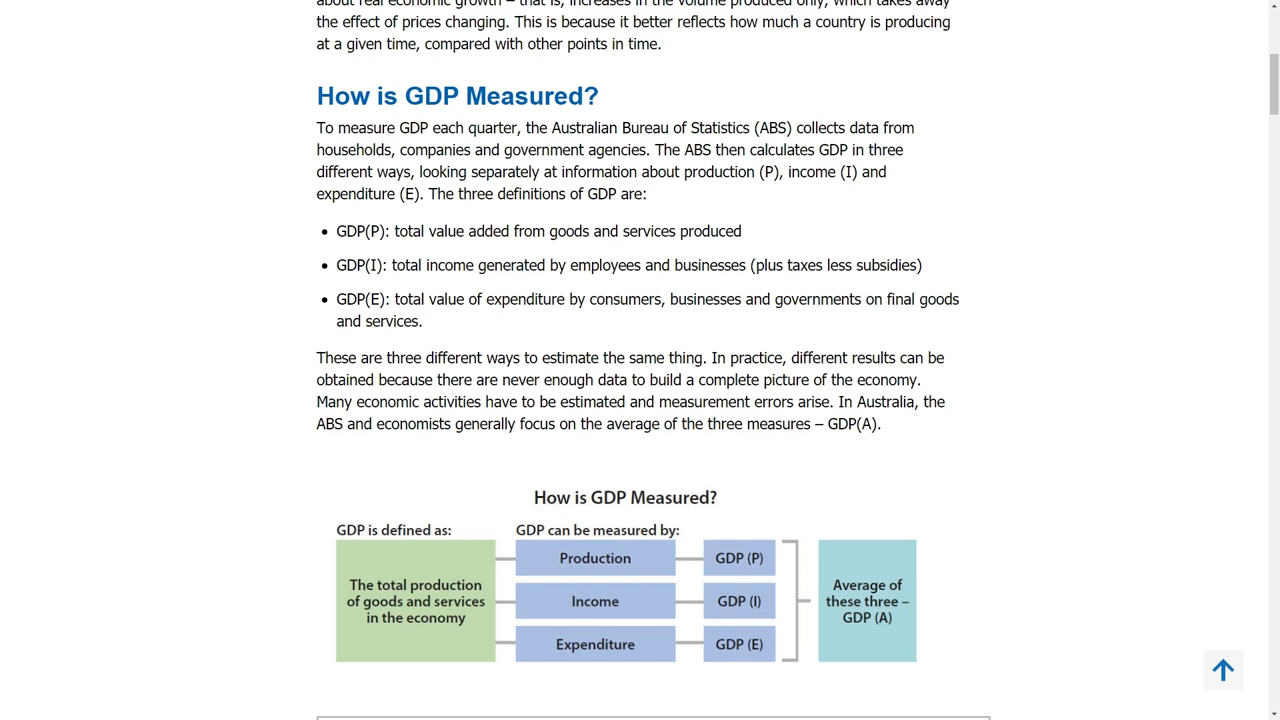 about real economic growth – that is, increases in the volume produced only, which takes away
the effect of prices changing. This is because it better reflects how much a country is producing
at a given time, compared with other points in time.
How is GDP Measured?
To measure GDP each quarter, the Australian Bureau of Statistics (ABS) collects data from
households, companies and government agencies. The ABS then calculates GDP in three
different ways, looking separately at information about production (P), income (I) and
expenditure (E). The three definitions of GDP are:
• GDP(P): total value added from goods and services produced
• GDP(I): total income generated by employees and businesses (plus taxes less subsidies)
• GDP(E): total value of expenditure by consumers, businesses and governments on final goods
and services.
These are three different ways to estimate the same thing. In practice, different results can be
obtained because there are never enough data to build a complete picture of the economy.
Many economic activities have to be estimated and measurement errors arise. In Australia, the
ABS and economists generally focus on the average of the three measures – GDP(A).
How is GDP Measured?
GDP is defined as:
The total production
of goods and services
in the economy
GDP can be measured by:
Production
GDP (P)
Income
GDP (I)
Expenditure
GDP (E)
Average of
these three –
GDP (A)